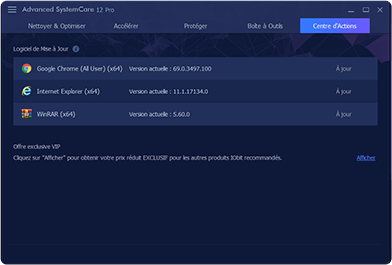 Advanced SystemCare 12 Pro
Nettoyer & Optimiser Accélérer Protéger Boîte à Outils Centre d'Actions
Logiciel de Mise à Jour
Google Chrome (All User) (x64) Version actuelle : 69.0.3497.100 À jour
Internet Explorer (x64) Version actuelle : 11.1.17134.0 À jour
WinRAR (x64) Version actuelle : 5.60.0 À jour
Offre exclusive VIP
Cliquez sur "Afficher" pour obtenir votre prix réduit EXCLUSIF pour les autres produits IObit recommandés. Afficher